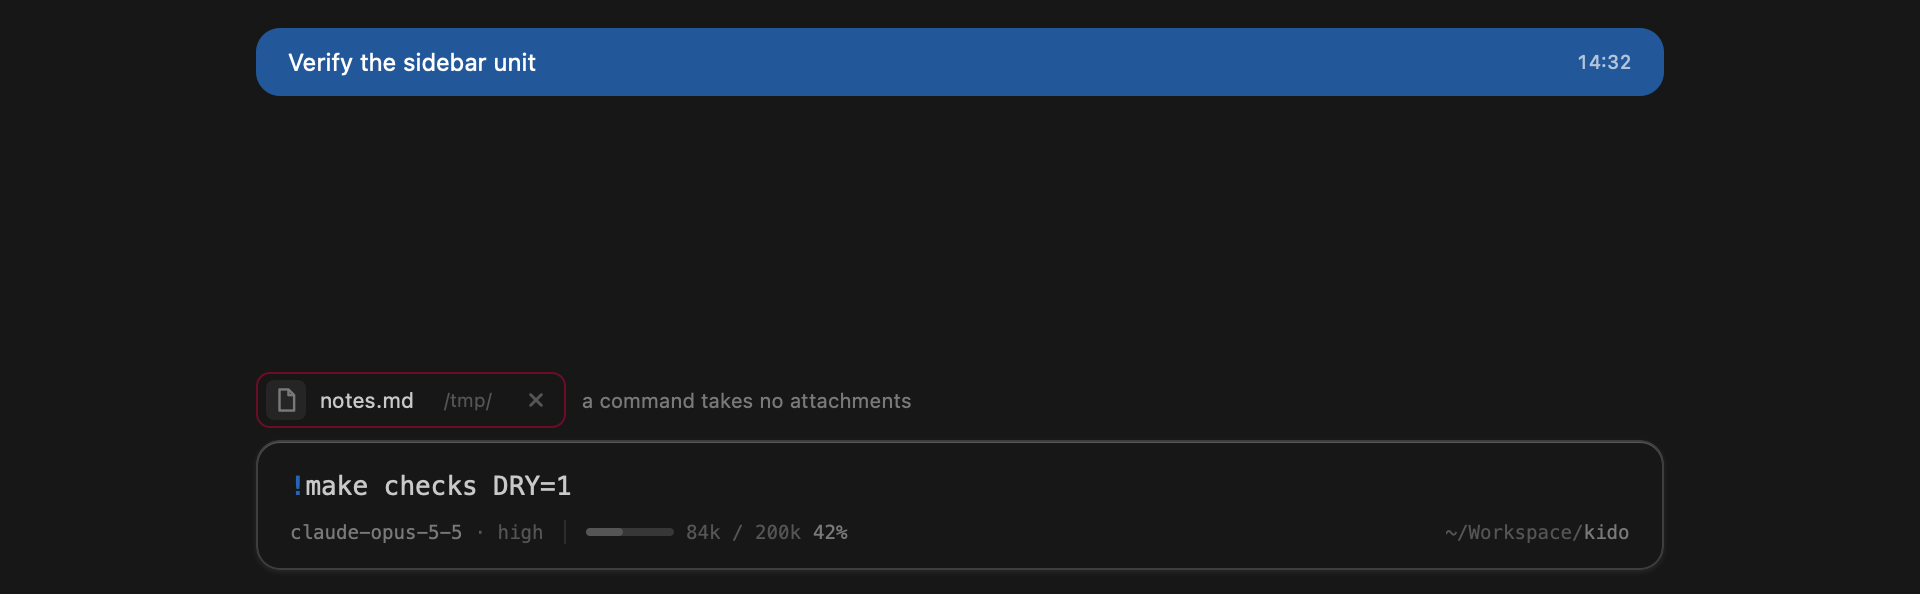 Verify the sidebar unit 14:32
notes.md /tmp/ a command takes no attachments
!make checks DRY=1
claude-opus-5-5 · high 84k / 200k 42% ~/Workspace/kido